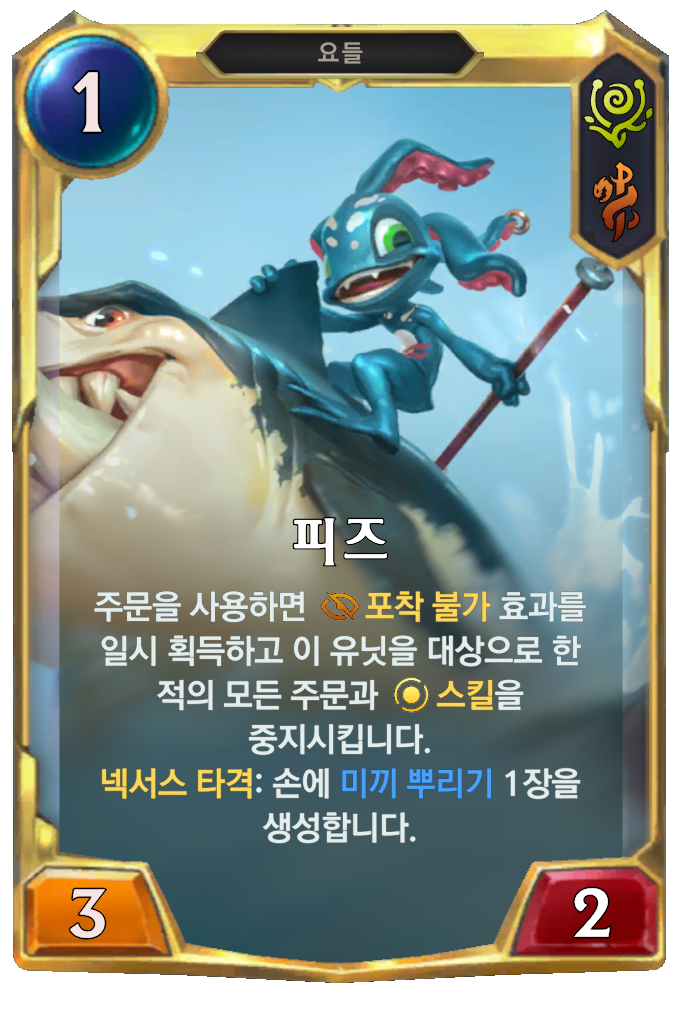 요들
1
피즈
주문을 사용하면 포착 불가 효과를
일시 획득하고 이 유닛을 대상으로 한
적의 모든 주문과 스킬을
중지시킵니다.
넥서스 타격: 손에 미끼 뿌리기 1장을
생성합니다.
3
2